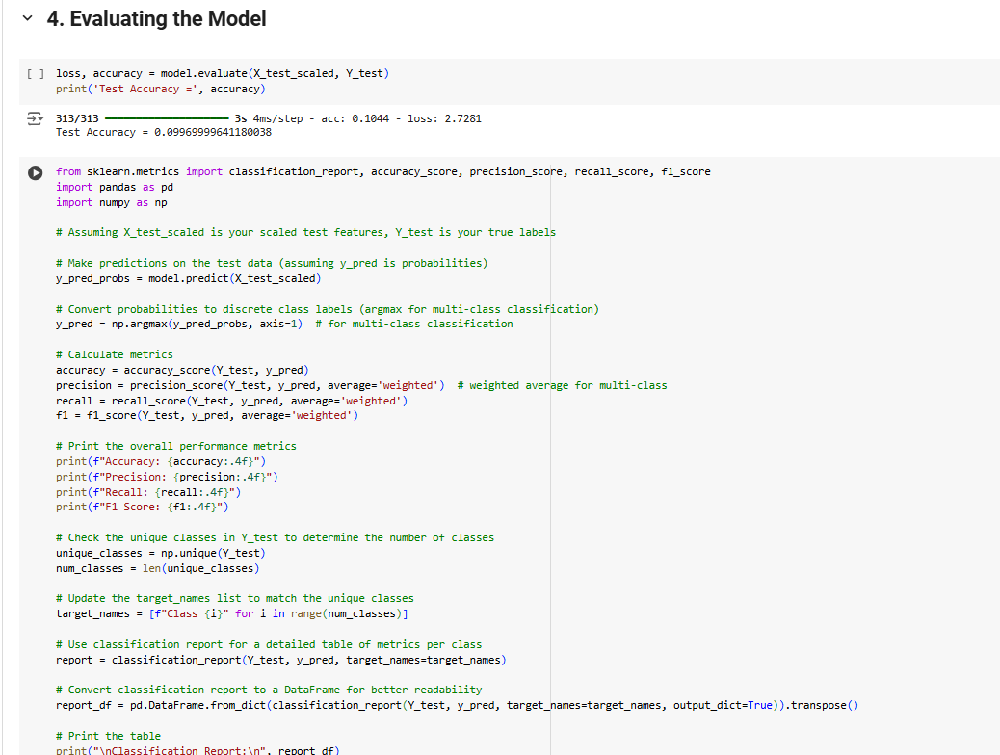 4. Evaluating the Model
[ ] loss, accuracy = model.evaluate(X_test_scaled, Y_test)
print('Test Accuracy =', accuracy)
313/313 ━━━━━━━━━━━━━━━━━━━━ 3s 4ms/step - acc: 0.1044 - loss: 2.7281
Test Accuracy = 0.09969999641180038
from sklearn.metrics import classification_report, accuracy_score, precision_score, recall_score, f1_score
import pandas as pd
import numpy as np
# Assuming X_test_scaled is your scaled test features, Y_test is your true labels
# Make predictions on the test data (assuming y_pred is probabilities)
y_pred_probs = model.predict(X_test_scaled)
# Convert probabilities to discrete class labels (argmax for multi-class classification)
y_pred = np.argmax(y_pred_probs, axis=1)  # for multi-class classification
# Calculate metrics
accuracy = accuracy_score(Y_test, y_pred)
precision = precision_score(Y_test, y_pred, average='weighted')  # weighted average for multi-class
recall = recall_score(Y_test, y_pred, average='weighted')
f1 = f1_score(Y_test, y_pred, average='weighted')
# Print the overall performance metrics
print(f"Accuracy: {accuracy:.4f}")
print(f"Precision: {precision:.4f}")
print(f"Recall: {recall:.4f}")
print(f"F1 Score: {f1:.4f}")
# Check the unique classes in Y_test to determine the number of classes
unique_classes = np.unique(Y_test)
num_classes = len(unique_classes)
# Update the target_names list to match the unique classes
target_names = [f"Class {i}" for i in range(num_classes)]
# Use classification report for a detailed table of metrics per class
report = classification_report(Y_test, y_pred, target_names=target_names)
# Convert classification report to a DataFrame for better readability
report_df = pd.DataFrame.from_dict(classification_report(Y_test, y_pred, target_names=target_names, output_dict=True)).transpose()
# Print the table
print("\nClassification Report:\n", report_df)